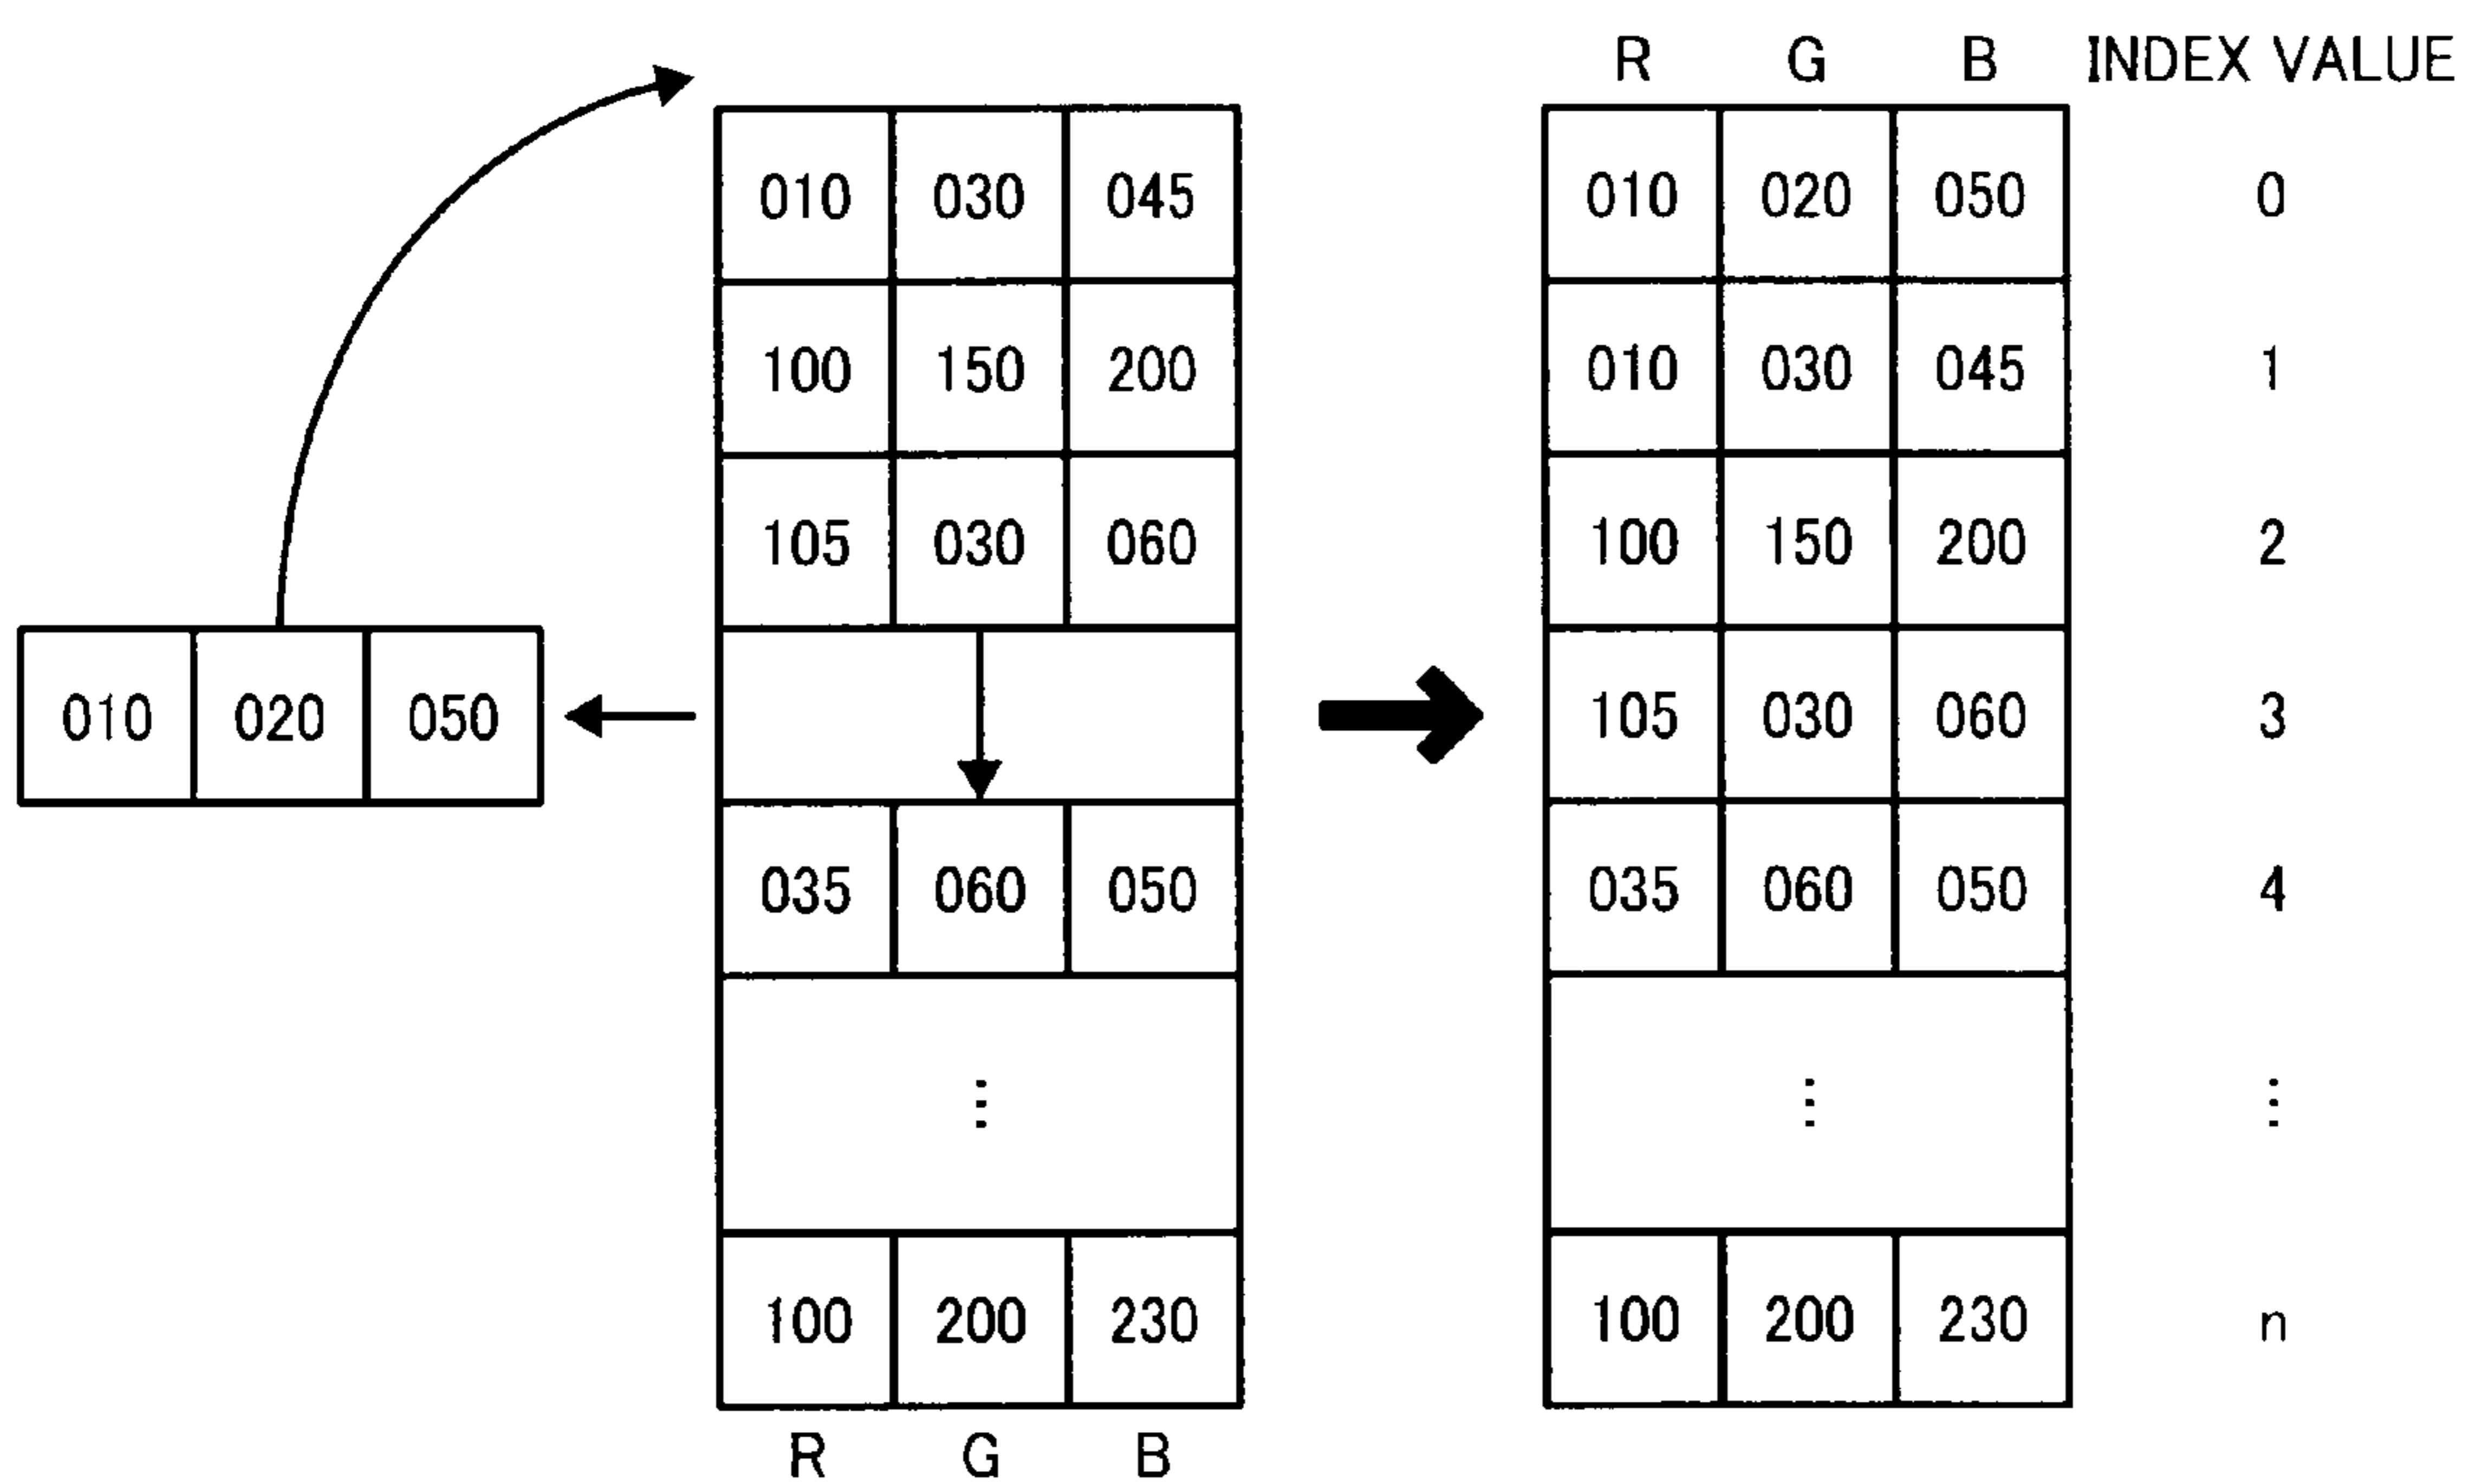 R G B INDEX VALUE
010 030 045 010 020 050 0
100 150 200 010 030 045 1
105 030 060 100 150 200 2
010 020 050 105 030 060 3
035 060 050 035 060 050 4
⋮ ⋮ ⋮
100 200 230 100 200 230 n
R G B